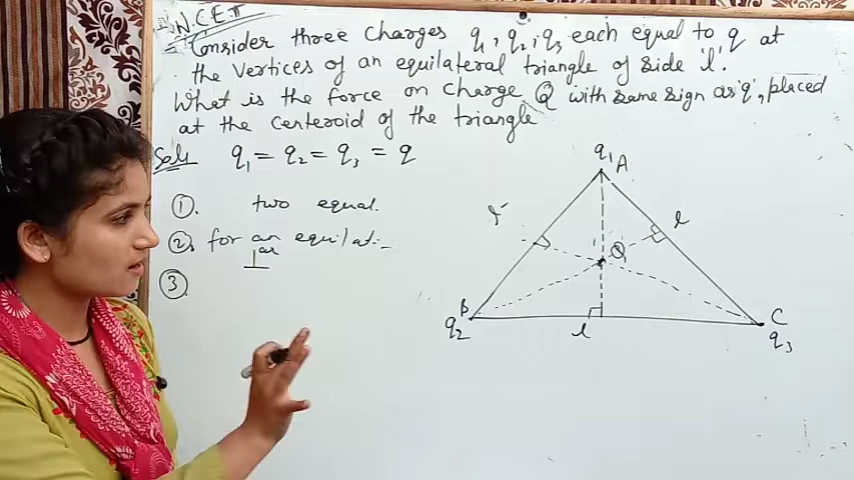 N.C.E.T
Consider three Charges q1, q2, q3 each equal to q at
the vertices of an equilateral triangle of side 'l'.
What is the force on charge Q with same sign as 'q', placed
at the centeroid of the triangle
Sol: q1 = q2 = q3 = q
①. two equal.
②. for an equilat
⊥ar
③
q1 A
l
Q
B
q2
l
C
q3